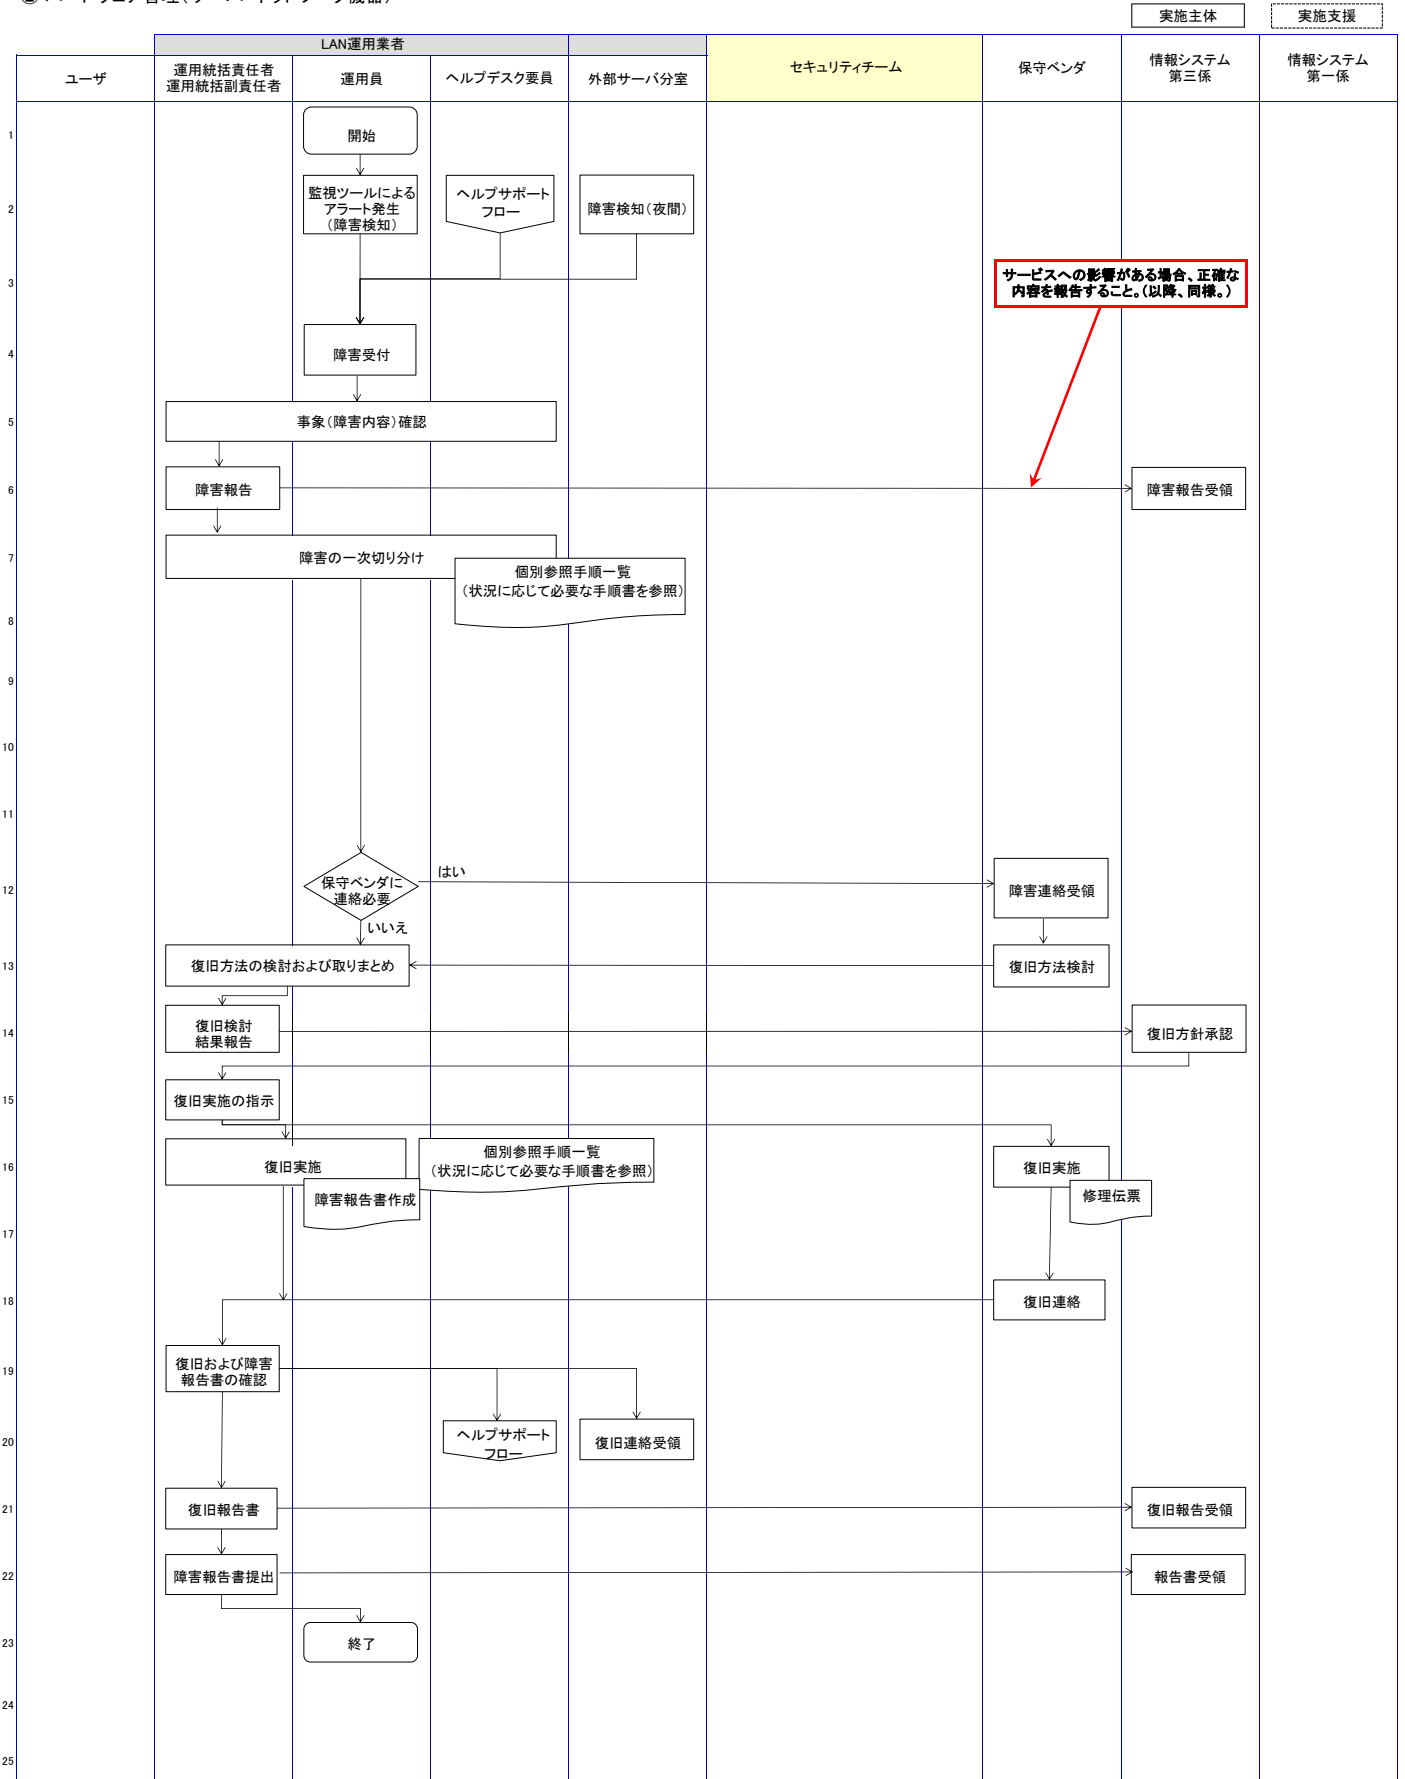 実施主体
実施支援
LAN運用業者
ユーザ
運用統括責任者
運用統括副責任者
運用員
ヘルプデスク要員
外部サーバ分室
セキュリティチーム
保守ベンダ
情報システム
第三係
情報システム
第一係
1
開始
2
監視ツールによる
アラート発生
（障害検知）
ヘルプサポート
フロー
障害検知（夜間）
3
サービスへの影響がある場合、正確な
内容を報告すること。（以降、同様。）
4
障害受付
5
事象（障害内容）確認
6
障害報告
障害報告受領
7
障害の一次切り分け
個別参照手順一覧
（状況に応じて必要な手順書を参照）
8
9
10
11
12
保守ベンダに
連絡必要
はい
いいえ
障害連絡受領
13
復旧方法の検討および取りまとめ
復旧方法検討
14
復旧検討
結果報告
復旧方針承認
15
復旧実施の指示
16
復旧実施
個別参照手順一覧
（状況に応じて必要な手順書を参照）
障害報告書作成
復旧実施
修理伝票
17
18
復旧連絡
19
復旧および障害
報告書の確認
20
ヘルプサポート
フロー
復旧連絡受領
21
復旧報告書
復旧報告受領
22
障害報告書提出
報告書受領
23
終了
24
25